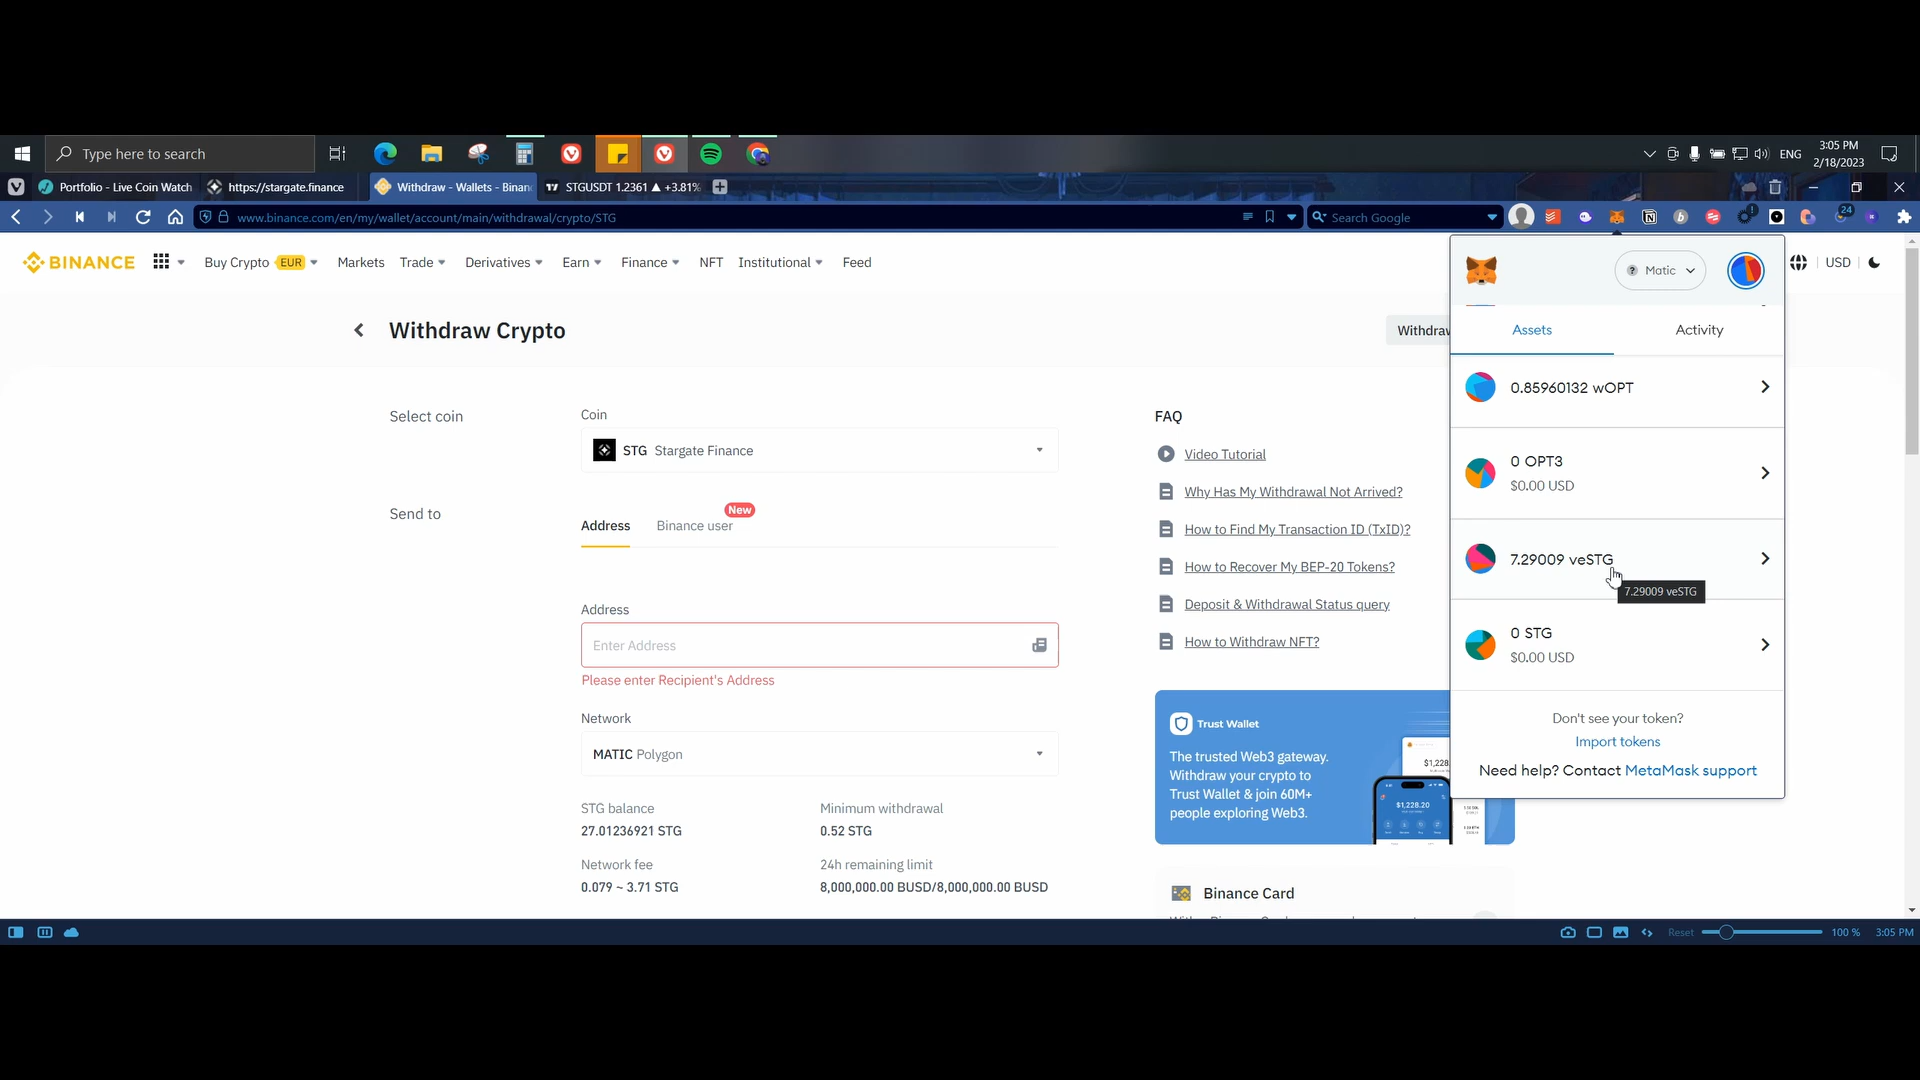 Type here to search
ENG
3:05 PM
2/18/2023
Portfolio - Live Coin Watch
https://stargate.finance
Withdraw - Wallets - Binan
STGUSDT 1.2361 ▲ +3.81%
www.binance.com/en/my/wallet/account/main/withdrawal/crypto/STG
Search Google
24
BINANCE
Buy Crypto EUR
Markets
Trade
Derivatives
Earn
Finance
NFT
Institutional
Feed
USD
Withdraw Crypto
Withdraw
Select coin
Coin
STG Stargate Finance
Send to
New
Address
Binance user
Address
Enter Address
Please enter Recipient's Address
Network
MATIC Polygon
STG balance
27.01236921 STG
Minimum withdrawal
0.52 STG
Network fee
0.079 ~ 3.71 STG
24h remaining limit
8,000,000.00 BUSD/8,000,000.00 BUSD
FAQ
Video Tutorial
Why Has My Withdrawal Not Arrived?
How to Find My Transaction ID (TxID)?
How to Recover My BEP-20 Tokens?
Deposit & Withdrawal Status query
How to Withdraw NFT?
Trust Wallet
The trusted Web3 gateway.
Withdraw your crypto to
Trust Wallet & join 60M+
people exploring Web3.
$1,228
$1,228.20
Binance Card
Matic
Assets
Activity
0.85960132 wOPT
0 OPT3
$0.00 USD
7.29009 veSTG
7.29009 veSTG
0 STG
$0.00 USD
Don't see your token?
Import tokens
Need help? Contact MetaMask support
Reset
100 %
3:05 PM